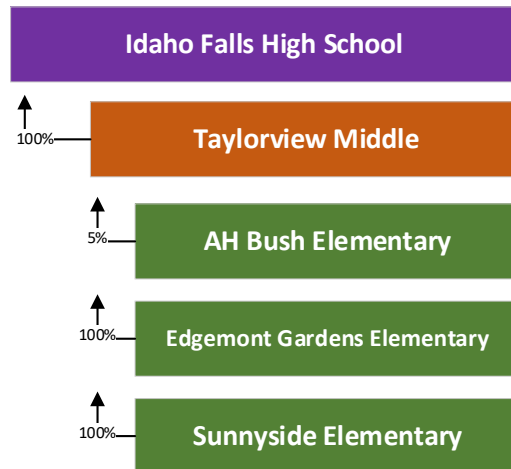 Idaho Falls High School
100%
Taylorview Middle
5%
AH Bush Elementary
100%
Edgemont Gardens Elementary
100%
Sunnyside Elementary